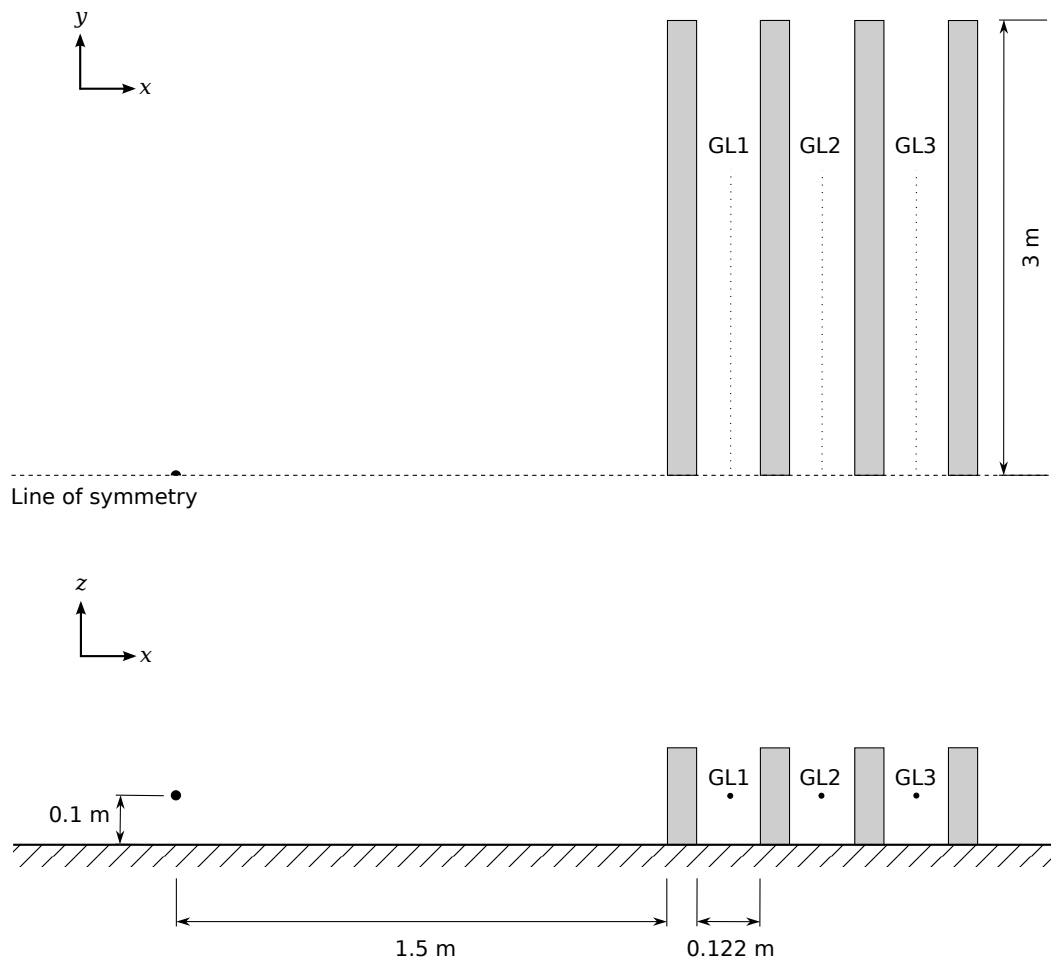 y
x
GL1 GL2 GL3
3 m
Line of symmetry
z
x
GL1 GL2 GL3
0.1 m
1.5 m
0.122 m